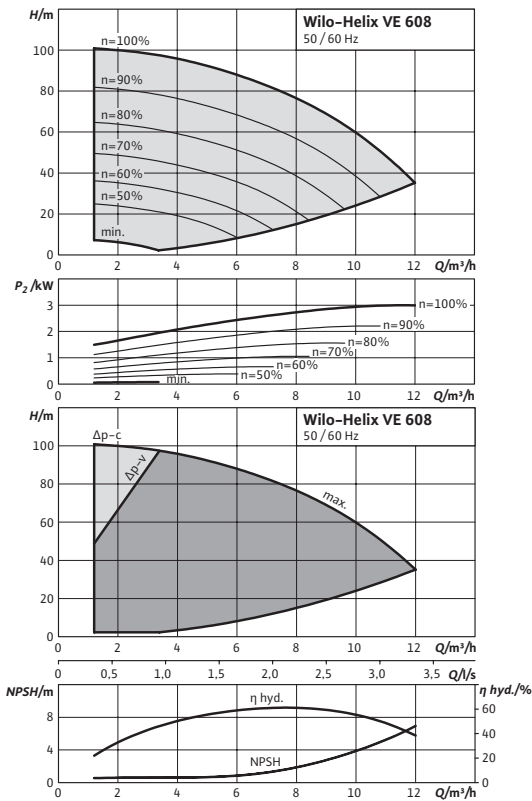 H/m
Wilo-Helix VE 608
50 / 60 Hz
n=100%
n=90%
n=80%
n=70%
n=60%
n=50%
min.
100
80
60
40
20
0
0 2 4 6 8 10 12 Q/m³/h
P₂ /kW
3
2
1
0
n=100%
n=90%
n=80%
n=70%
n=60%
n=50%
min.
0 2 4 6 8 10 12 Q/m³/h
H/m
Wilo-Helix VE 608
50 / 60 Hz
Δp-c
Δp-v
max.
100
80
60
40
20
0
0 2 4 6 8 10 12 Q/m³/h
0 0,5 1,0 1,5 2,0 2,5 3,0 3,5 Q/l/s
NPSH/m
η hyd./%
η hyd.
NPSH
8
4
0
60
40
20
0
0 2 4 6 8 10 12 Q/m³/h